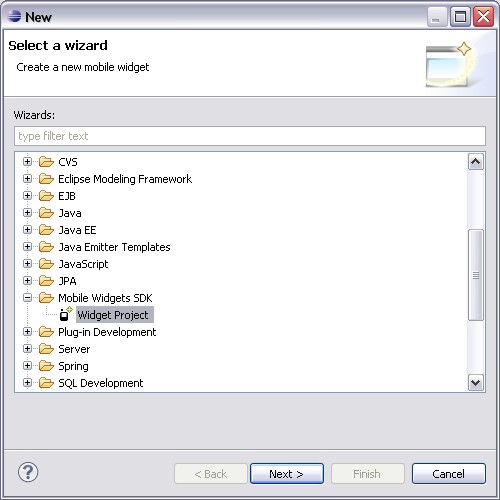 New
Select a wizard
Create a new mobile widget
Wizards:
type filter text
CVS
Eclipse Modeling Framework
EJB
Java
Java EE
Java Emitter Templates
JavaScript
JPA
Mobile Widgets SDK
Widget Project
Plug-in Development
Server
Spring
SQL Development
?
< Back Next > Finish Cancel